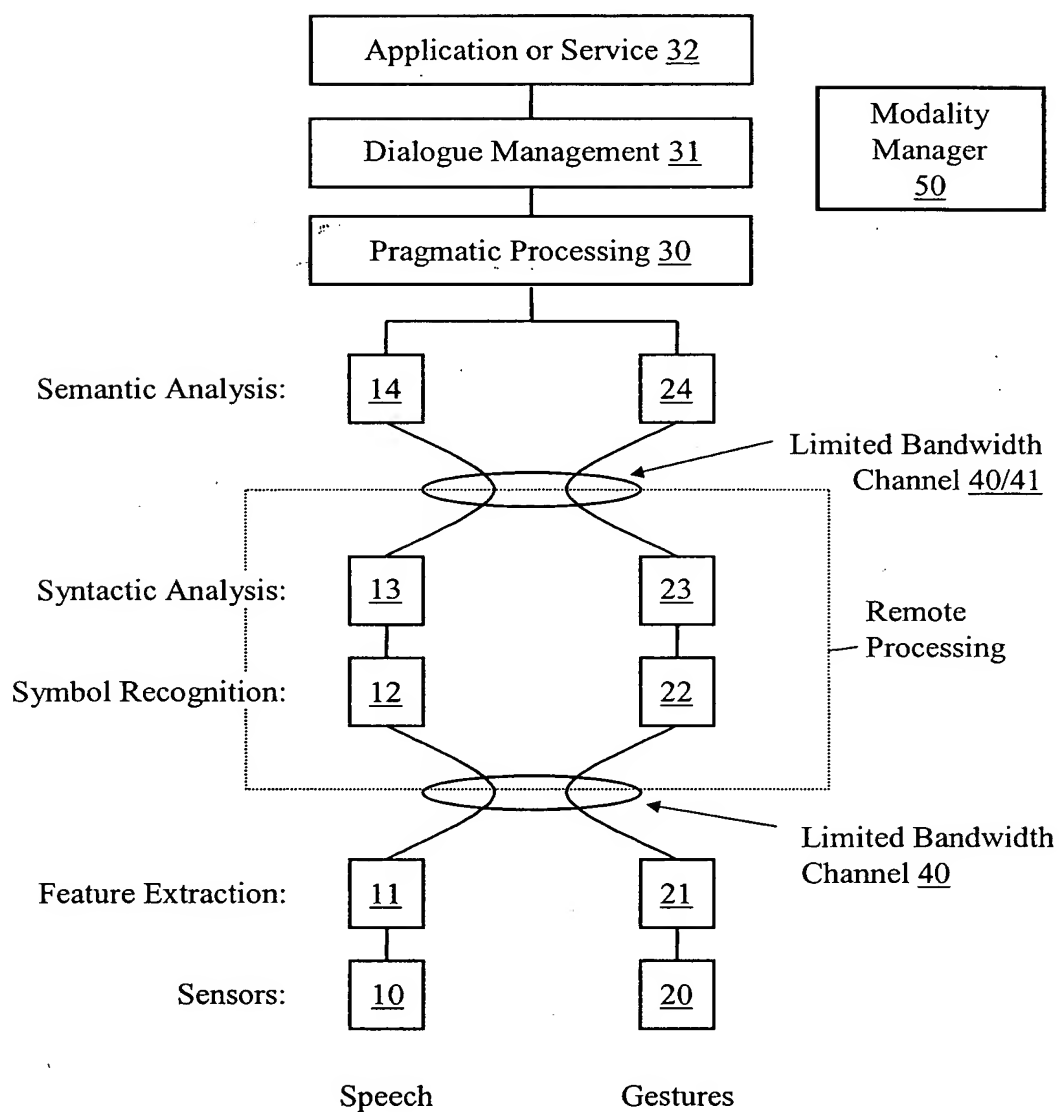 Application or Service 32
Dialogue Management 31
Modality
Manager
50
Pragmatic Processing 30
Semantic Analysis: 14 24
Limited Bandwidth
Channel 40/41
Syntactic Analysis: 13 23
Remote
Processing
Symbol Recognition: 12 22
Limited Bandwidth
Channel 40
Feature Extraction: 11 21
Sensors: 10 20
Speech Gestures